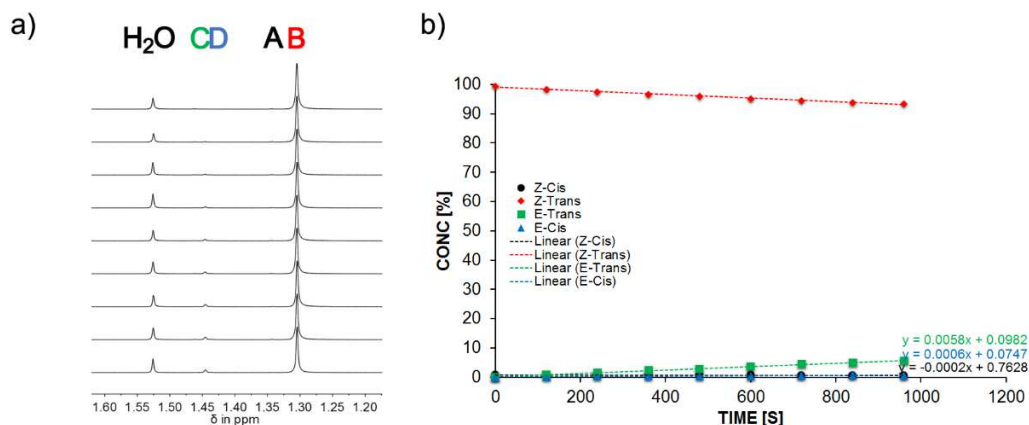 a)
H₂O CD AB
1.60 1.55 1.50 1.45 1.40 1.35 1.30 1.25 1.20
δ in ppm
b)
CONC [%]
100
90
80
70
60
50
40
30
20
10
0
Z-Cis
Z-Trans
E-Trans
E-Cis
Linear (Z-Cis)
Linear (Z-Trans)
Linear (E-Trans)
Linear (E-Cis)
y = 0.0058x + 0.0982
y = 0.0006x + 0.0747
y = -0.0002x + 0.7628
0 200 400 600 800 1000 1200
TIME [S]